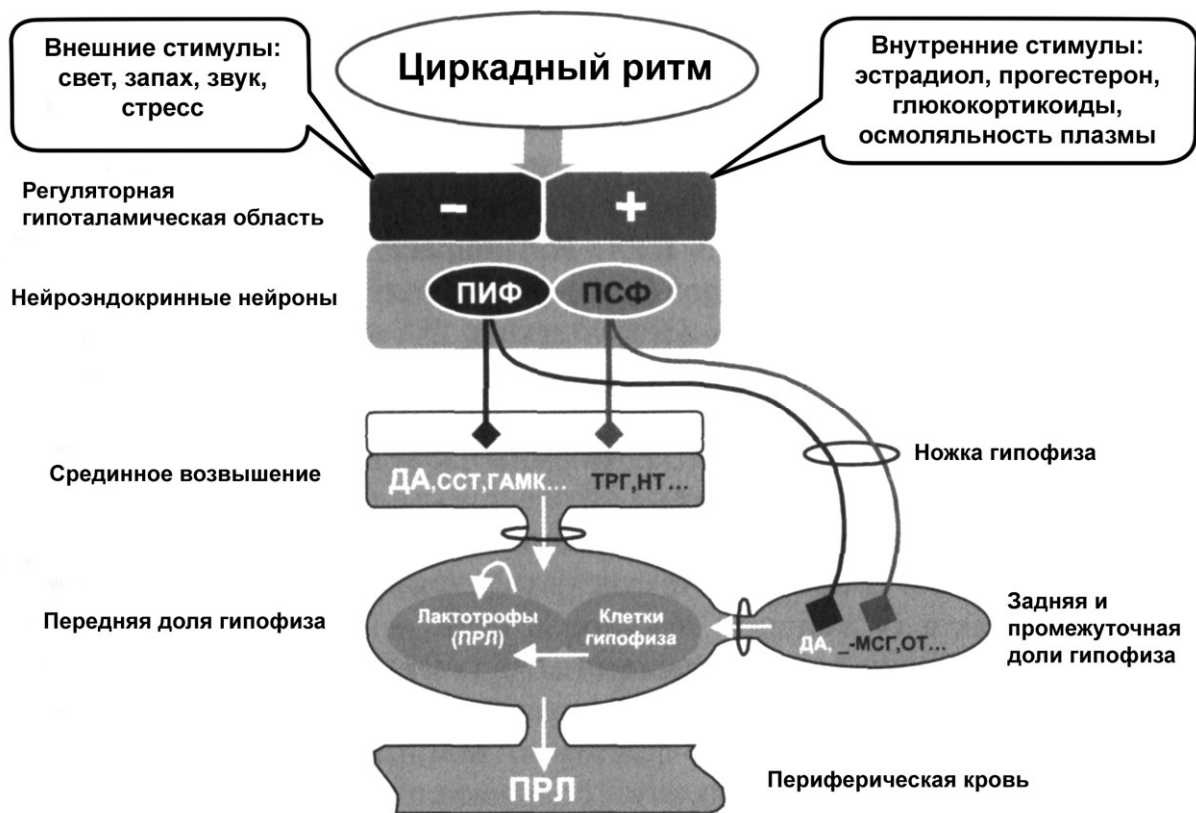 Внешние стимулы:
свет, запах, звук,
стресс
Циркадный ритм
Внутренние стимулы:
эстрадиол, прогестерон,
глюкокортикоиды,
осмоляльность плазмы
Регуляторная
гипоталамическая область
-
+
Нейроэндокринные нейроны
ПИФ
ПСФ
Срединное возвышение
ДА,ССТ,ГАМК...
ТРГ,НТ...
Ножка гипофиза
Передняя доля гипофиза
Лактотрофы
(ПРЛ)
Клетки
гипофиза
ДА, _-МСГ,ОТ...
Задняя и
промежуточная
доли гипофиза
ПРЛ
Периферическая кровь